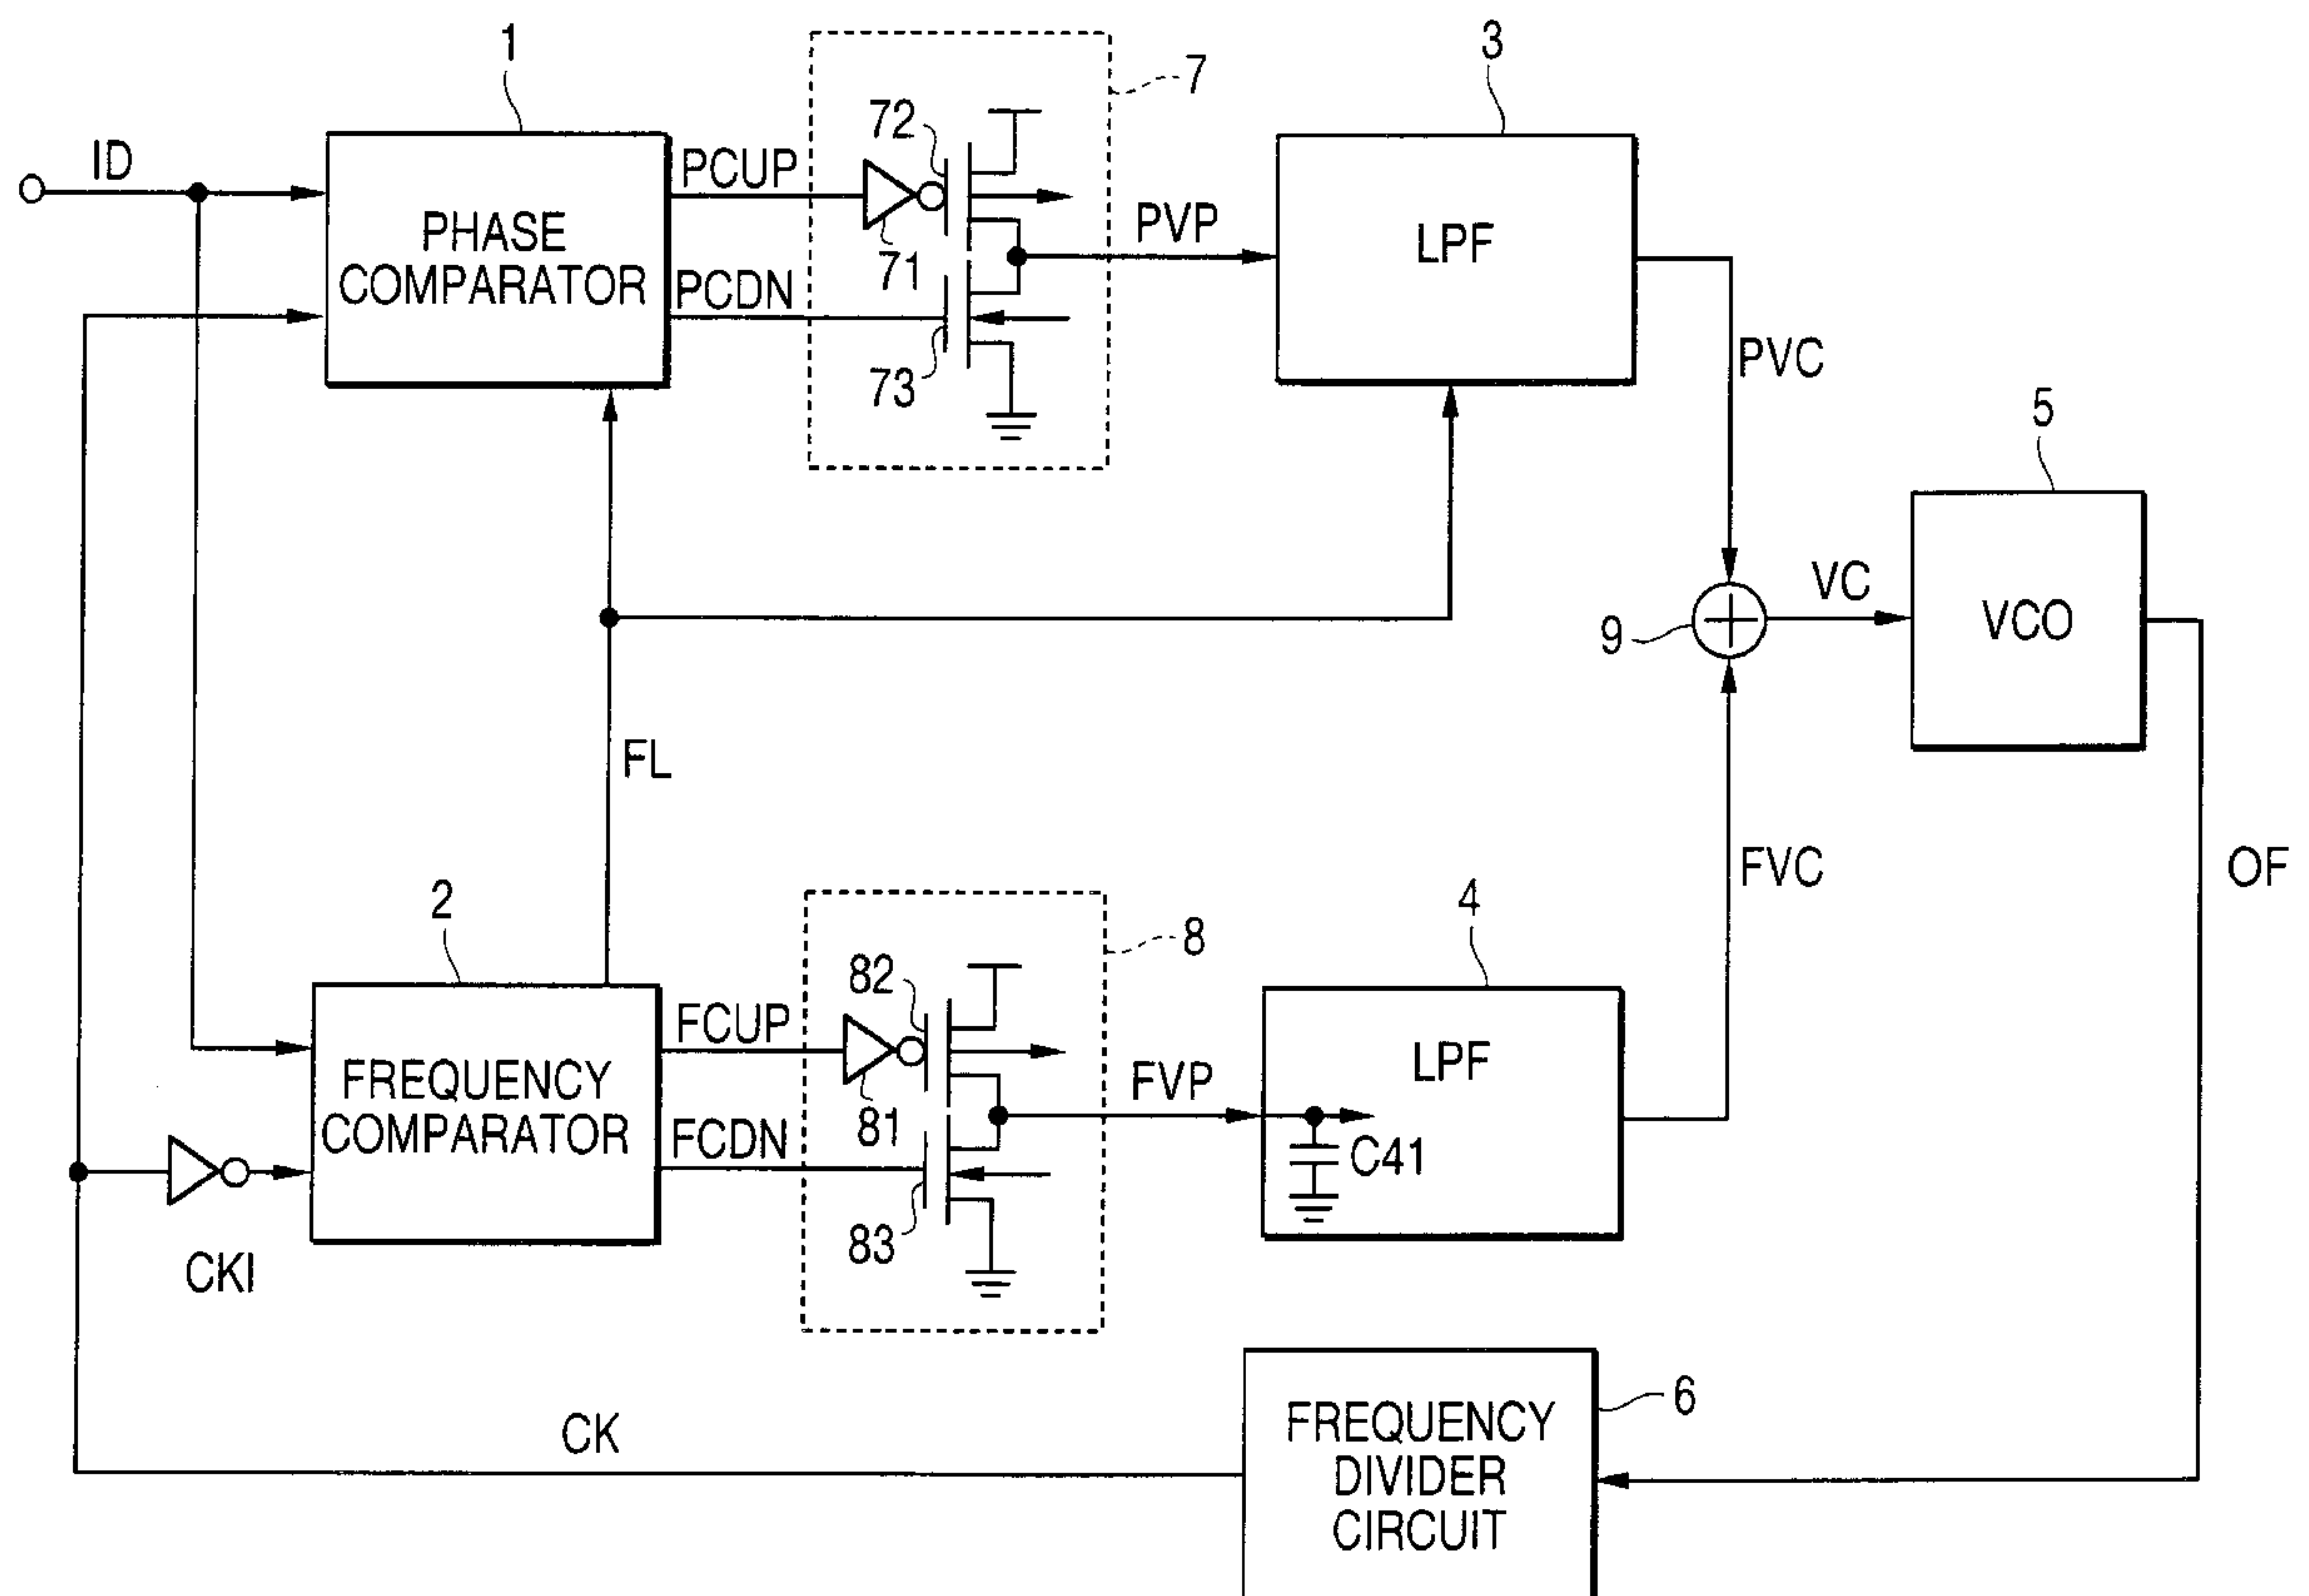 1
7
3
72
ID
PCUP
PHASE
COMPARATOR
71
PVP
LPF
PCDN
73
PVC
5
9
VC
VCO
FL
FVC
OF
2
8
4
82
FCUP
FREQUENCY
COMPARATOR
81
FVP
LPF
FCDN
C41
83
CKI
6
CK
FREQUENCY
DIVIDER
CIRCUIT